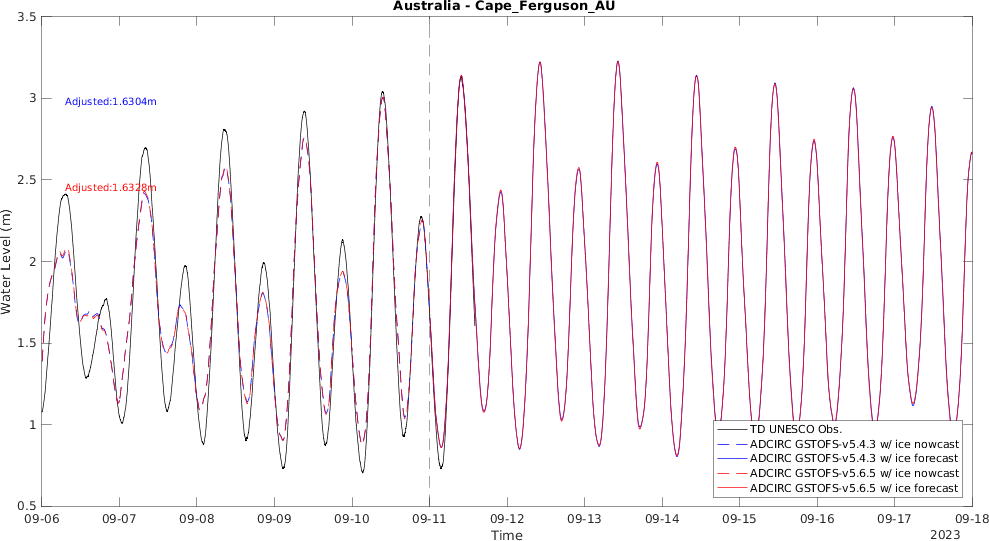 Australia - Cape_Ferguson_AU
3.5
3
2.5
2
1.5
1
0.5
Water Level (m)
Adjusted:1.6304m
Adjusted:1.6328m
TD UNESCO Obs.
ADCIRC GSTOFS-v5.4.3 w/ ice nowcast
ADCIRC GSTOFS-v5.4.3 w/ ice forecast
ADCIRC GSTOFS-v5.6.5 w/ ice nowcast
ADCIRC GSTOFS-v5.6.5 w/ ice forecast
09-06 09-07 09-08 09-09 09-10 09-11 09-12 09-13 09-14 09-15 09-16 09-17 09-18
Time
2023